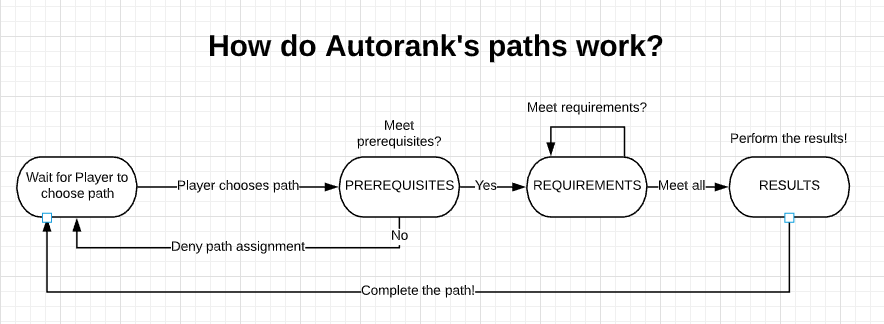 How do Autorank's paths work?
Meet requirements?
Meet
prerequisites?
Perform the results!
Wait for Player to
choose path
Player chooses path
PREREQUISITES
Yes
REQUIREMENTS
Meet all
RESULTS
No
Deny path assignment
Complete the path!